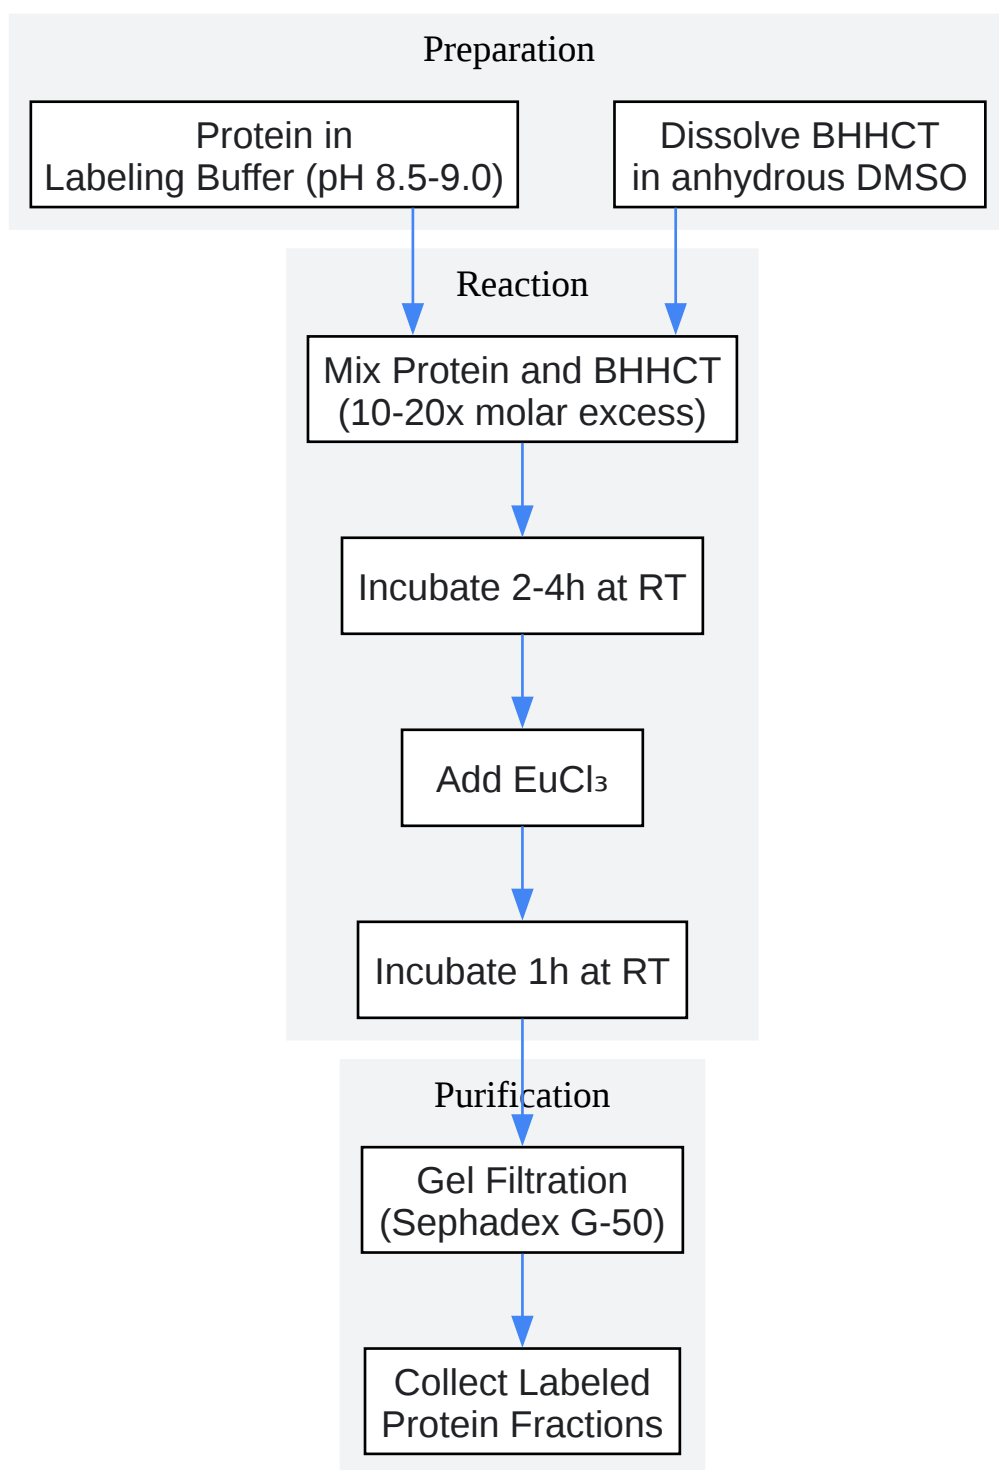 Preparation
Protein in
Labeling Buffer (pH 8.5-9.0)
Dissolve BHHCT
in anhydrous DMSO
Reaction
Mix Protein and BHHCT
(10-20x molar excess)
Incubate 2-4h at RT
Add EuCl₃
Incubate 1h at RT
Purification
Gel Filtration
(Sephadex G-50)
Collect Labeled
Protein Fractions